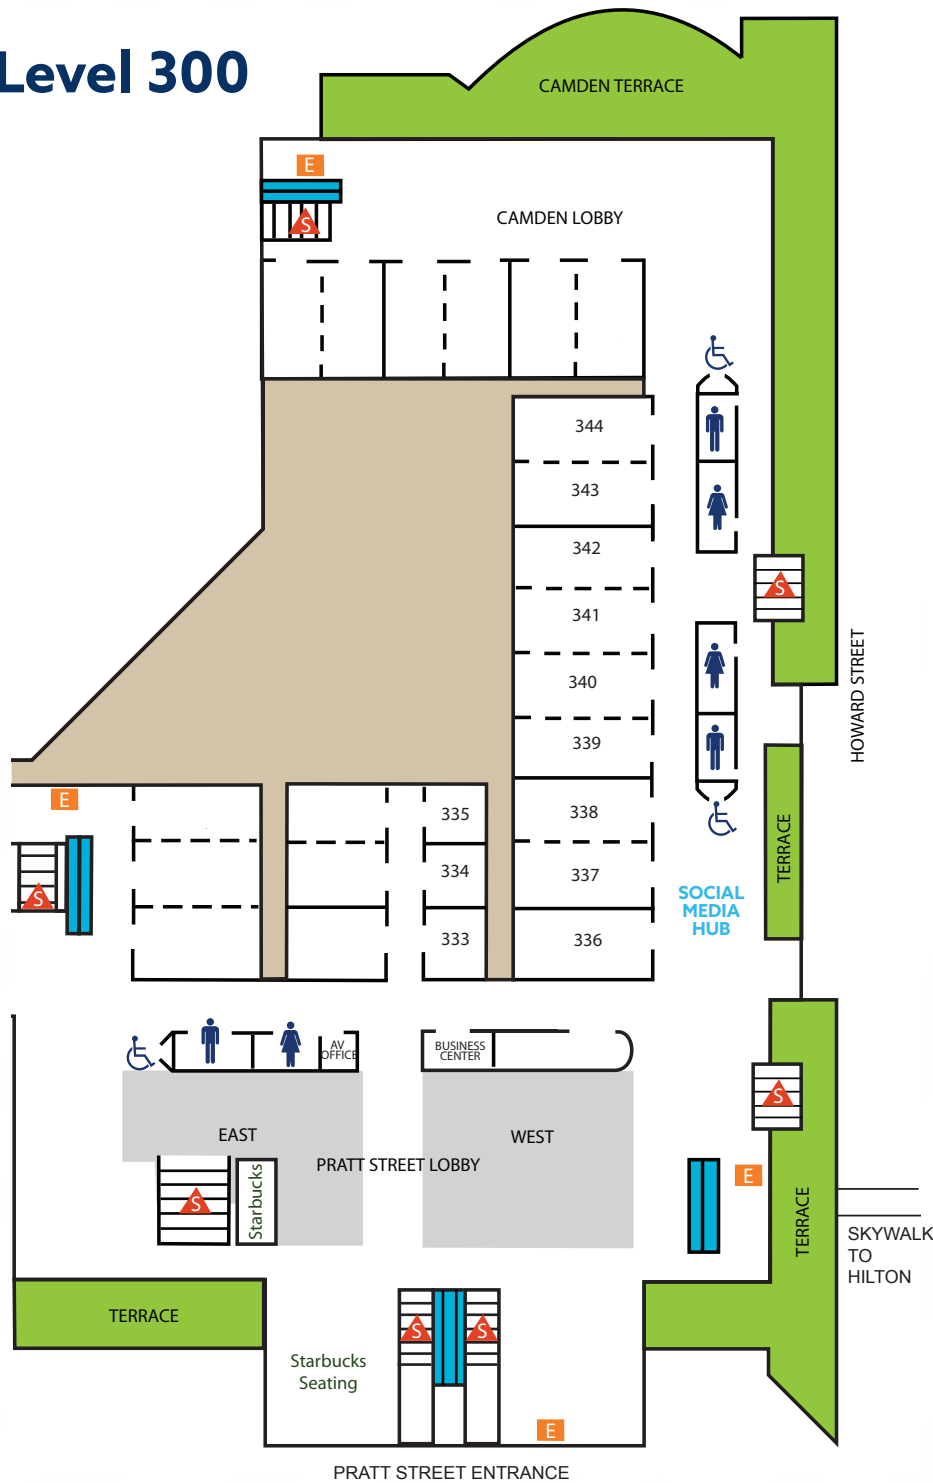 Level 300
CAMDEN TERRACE
E
S
CAMDEN LOBBY
344
343
342
S
341
HOWARD STREET
340
339
E
335
338
TERRACE
334
337
S
SOCIAL
MEDIA
HUB
333
336
AV
OFFICE
BUSINESS
CENTER
S
EAST
WEST
PRATT STREET LOBBY
E
S
Starbucks
TERRACE
SKYWALK
TO
HILTON
TERRACE
S
S
Starbucks
Seating
E
PRATT STREET ENTRANCE